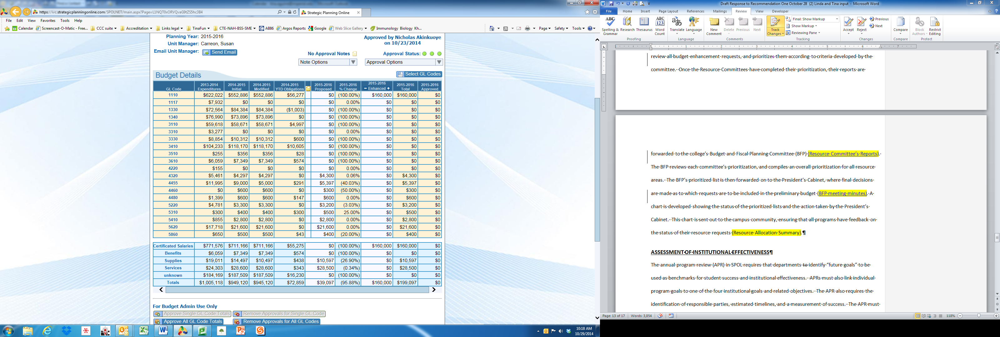 https://ivc.strategicplanningonline.com/SPOLNET/main.aspx?Page=L1NQT0xORVQvaG9tZS5hc3B4
Strategic Planning Online
File Edit View Favorites Tools Help
Calendar Screencast-O-Matic - Free... CCC suite Accreditation Links legal TinaFun CTE-NAH-BSS-SME AB86 Argos Reports Google Web Slice Gallery Immunology Biology Kh...
Page Safety Tools
Planning Year: 2015-2016
Unit Manager: Carreon, Susan
Email Unit Manager: Send Email
Approved by Nicholas Akinkuoye
on 10/23/2014
No Approval Notes Approval Status:
Note Options Approval Options
Budget Details
Select GL Codes
GL Code 2013-2014 Expenditures 2014-2015 Initial 2014-2015 Modified 2014-2015 YTD Obligations 2015-2016 Proposed 2015-2016 % Change 2015-2016 Enhanced 2015-2016 Total 2015-2016 Approved
1110 $622,022 $552,886 $552,886 $56,277 $0 (100.00%) $160,000 $160,000 $0
1117 $7,932 $0 $0 $0 $0 0.00% $0 $0 $0
1330 $72,564 $84,384 $84,384 ($1,003) $0 (100.00%) $0 $0 $0
1340 $76,990 $73,896 $73,896 $0 $0 (100.00%) $0 $0 $0
3110 $59,618 $58,671 $58,671 $4,997 $0 (100.00%) $0 $0 $0
3310 $3,277 $0 $0 $0 $0 0.00% $0 $0 $0
3330 $8,854 $10,312 $10,312 $600 $0 (100.00%) $0 $0 $0
3410 $104,233 $118,170 $118,170 $10,605 $0 (100.00%) $0 $0 $0
3510 $255 $356 $356 $28 $0 (100.00%) $0 $0 $0
3610 $6,059 $7,349 $7,349 $574 $0 (100.00%) $0 $0 $0
4220 $155 $0 $0 $0 $0 0.00% $0 $0 $0
4320 $5,461 $4,297 $4,297 $0 $4,300 0.06% $0 $4,300 $0
4455 $11,995 $9,000 $5,000 $291 $5,397 (40.03%) $0 $5,397 $0
4460 $0 $600 $600 $0 $300 (50.00%) $0 $300 $0
4480 $1,399 $600 $600 $147 $600 0.00% $0 $600 $0
5220 $4,781 $3,300 $3,300 $0 $3,200 (3.03%) $0 $3,200 $0
5310 $300 $400 $400 $300 $500 25.00% $0 $500 $0
5410 $855 $2,800 $2,800 $0 $2,800 0.00% $0 $2,800 $0
5620 $17,718 $21,600 $21,600 $0 $21,600 0.00% $0 $21,600 $0
5860 $650 $500 $500 $43 $400 (20.00%) $0 $400 $0
Certificated Salaries $771,576 $711,166 $711,166 $55,275 $0 (100.00%) $160,000 $160,000 $0
Benefits $6,059 $7,349 $7,349 $574 $0 (100.00%) $0 $0 $0
Supplies $19,011 $14,497 $10,497 $438 $10,597 (26.90%) $0 $10,597 $0
Services $24,303 $28,600 $28,600 $343 $28,500 (0.34%) $0 $28,500 $0
unknown $184,169 $187,509 $187,509 $16,230 $0 (100.00%) $0 $0 $0
Totals $1,005,118 $949,120 $945,120 $72,859 $39,097 (95.88%) $160,000 $199,097 $0
For Budget Admin Use Only
Approve Single GL Code Totals Remove Approvals for Single GL Code
Approve All GL Code Totals Remove Approvals for All GL Codes
10:18 AM
10/29/2014
Draft Response to Recommendation One October 28 (2) Linda and Tina input - Microsoft Word
File Home Insert Page Layout References Mailings Review View Developer
Spelling & Grammar Research Thesaurus Word Count Translate Language New Comment Delete Previous Next Track Changes Final: Show Markup Show Markup Reviewing Pane Accept Reject Previous Next Compare Block Authors Restrict Editing
Proofing Language Comments Tracking Changes Compare Protect
review all budget enhancement requests, and prioritizes them according to criteria developed by the
committee. Once the Resource Committees have completed their prioritization, their reports are
forwarded to the college's Budget and Fiscal Planning Committee (BFP) (Resource Committee's Reports).
The BFP reviews each committee's prioritization, and compiles an overall prioritization for all resource
areas. The BFP's prioritized list is then forwarded on to the President's Cabinet, where final decisions
are made as to which requests are to be included in the preliminary budget (BFP meeting minutes). A
chart is developed showing the status of the prioritized lists and the action taken by the President's
Cabinet. This chart is sent out to the campus community, ensuring that all programs have feedback on
the status of their resource requests (Resource Allocation Summary).¶
ASSESSMENT OF INSTITUTIONAL EFFECTIVENESS¶
The annual program review (APR) in SPOL requires that departments to identify “future goals” to be
used as benchmarks for student success and institutional effectiveness. APRs must also link individual
program goals to one of the four institutional goals and related objectives. The APR also requires the
identification of responsible parties, estimated timelines, and a measurement of success. The APR must
Page: 13 of 17 Words: 3,854 118%